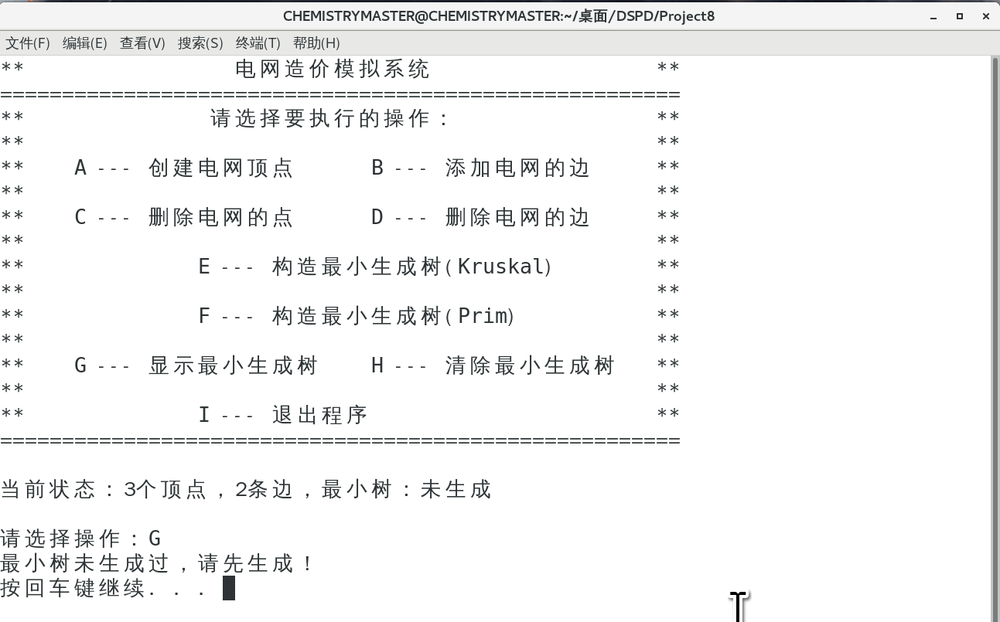 CHEMISTRYMASTER@CHEMISTRYMASTER:~/桌面/DSPD/Project8
文件(F) 编辑(E) 查看(V) 搜索(S) 终端(T) 帮助(H)
** 电网造价模拟系统 **
=======================================================
** 请选择要执行的操作： **
** **
** A --- 创建电网顶点 B --- 添加电网的边 **
** **
** C --- 删除电网的点 D --- 删除电网的边 **
** **
** E --- 构造最小生成树(Kruskal) **
** **
** F --- 构造最小生成树(Prim) **
** **
** G --- 显示最小生成树 H --- 清除最小生成树 **
** **
** I --- 退出程序 **
=======================================================
当前状态：3个顶点，2条边，最小树：未生成
请选择操作：G
最小树未生成过，请先生成！
按回车键继续. . .